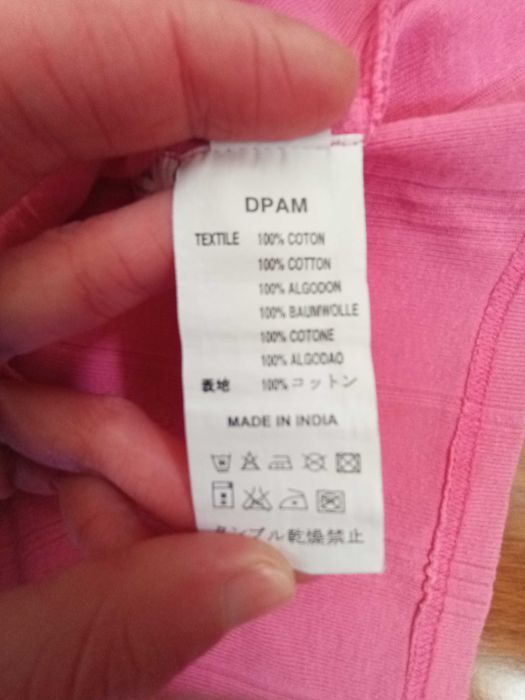 DPAM
TEXTILE 100% COTON
100% COTTON
100% ALGODON
100% BAUMWOLLE
100% COTONE
100% ALGODAO
表地 100% コットン
MADE IN INDIA
タンブル乾燥禁止